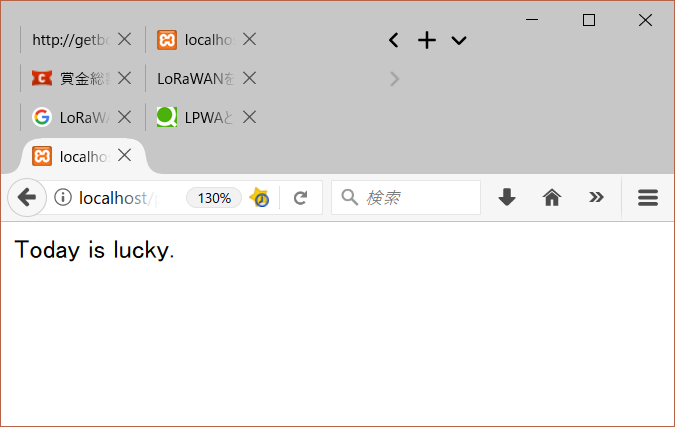 http://getb
localho
賞金総
LoRaWANを
LoRaWA
LPWAと
localho
localhost/
130%
検索
Today is lucky.